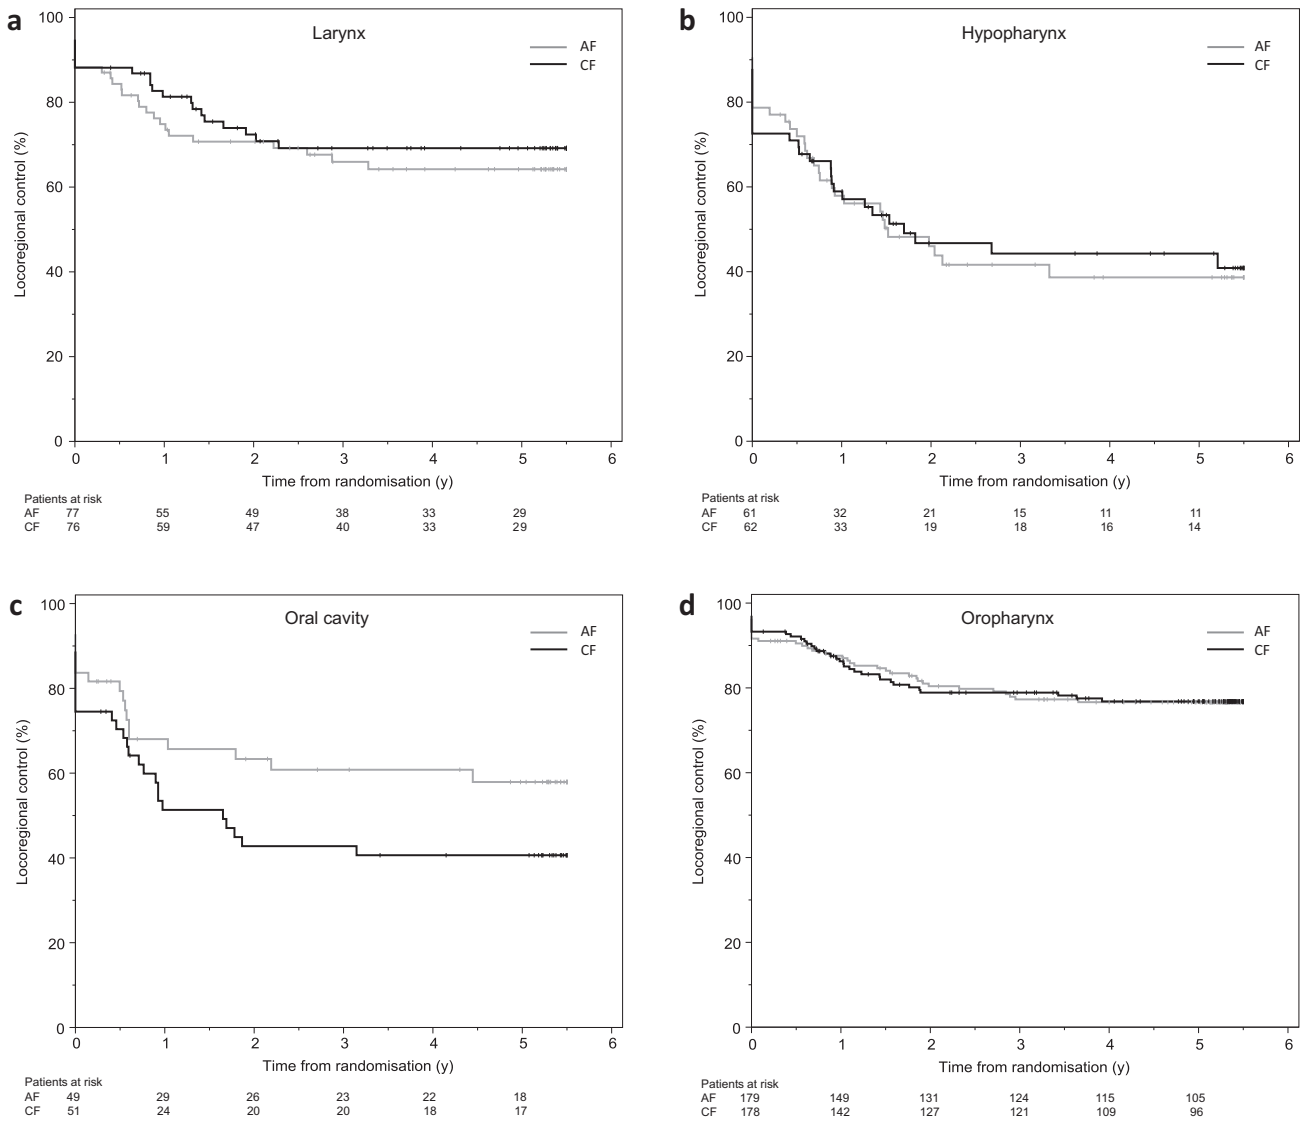 a
Larynx
AF
CF
Locoregional control (%)
100
80
60
40
20
0
0 1 2 3 4 5 6
Time from randomisation (y)
Patients at risk
AF 77 55 49 38 33 29
CF 76 59 47 40 33 29
b
Hypopharynx
AF
CF
Locoregional control (%)
100
80
60
40
20
0
0 1 2 3 4 5 6
Time from randomisation (y)
Patients at risk
AF 61 32 21 15 11 11
CF 62 33 19 18 16 14
c
Oral cavity
AF
CF
Locoregional control (%)
100
80
60
40
20
0
0 1 2 3 4 5 6
Time from randomisation (y)
Patients at risk
AF 49 29 26 23 22 18
CF 51 24 20 20 18 17
d
Oropharynx
AF
CF
Locoregional control (%)
100
80
60
40
20
0
0 1 2 3 4 5 6
Time from randomisation (y)
Patients at risk
AF 179 149 131 124 115 105
CF 178 142 127 121 109 96